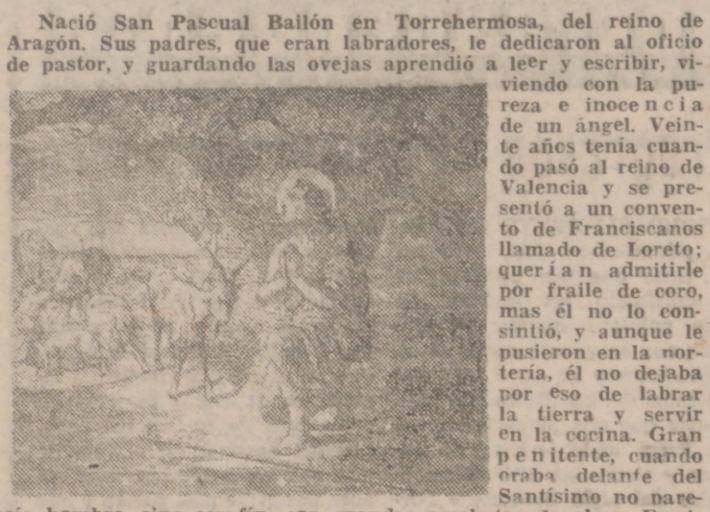 Nació San Pascual Bailón en Torrehermosa, del reino de
Aragón. Sus padres, que eran labradores, le dedicaron al oficio
de pastor, y guardando las ovejas aprendió a leer y escribir, vi-
viendo con la pu-
reza e inocencia
de un ángel. Vein-
te años tenía cuan-
do pasó al reino de
Valencia y se pre-
sentó a un conven-
to de Franciscanos
llamado de Loreto;
querían admitirle
por fraile de coro,
mas él no lo con-
sintió, y aunque le
pusieron en la por-
tería, él no dejaba
por eso de labrar
la tierra y servir
en la cocina. Gran
penitente, cuando
oraba delante del
Santísimo no pare-